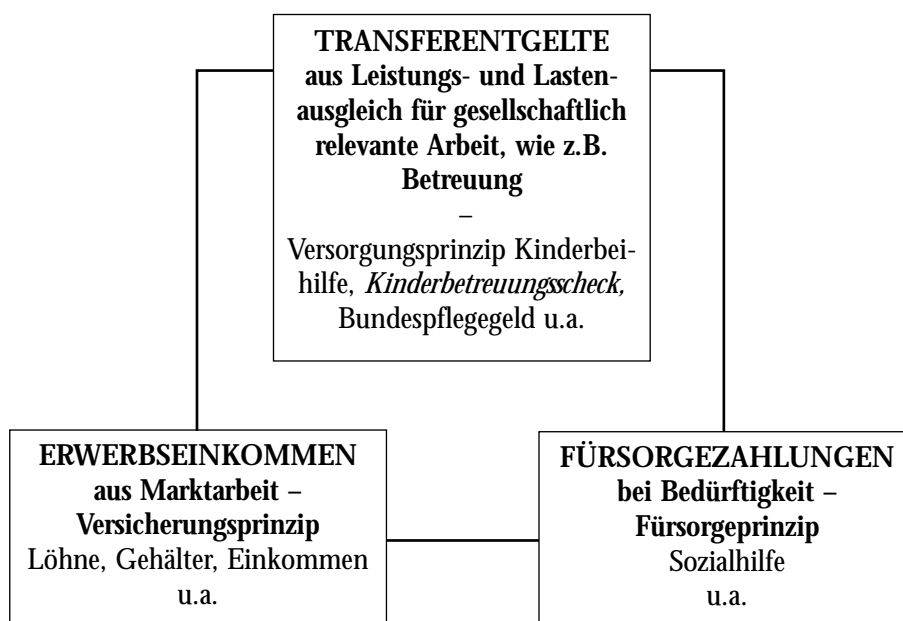 TRANSFERENTGELTE
aus Leistungs- und Lasten-
ausgleich für gesellschaftlich
relevante Arbeit, wie z.B.
Betreuung
–
Versorgungsprinzip Kinderbei-
hilfe, Kinderbetreuungsscheck,
Bundespflegegeld u.a.
ERWERBSEINKOMMEN
aus Marktarbeit –
Versicherungsprinzip
Löhne, Gehälter, Einkommen
u.a.
FÜRSORGEZAHLUNGEN
bei Bedürftigkeit –
Fürsorgeprinzip
Sozialhilfe
u.a.